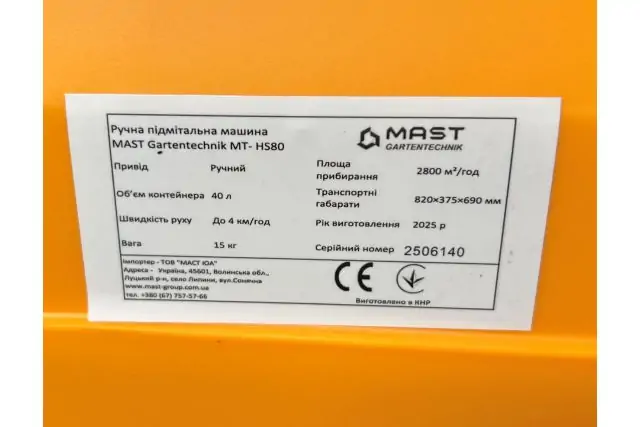 Ручна підмітальна машина
MAST Gartentechnik MT- HS80
MAST
GARTENTECHNIK
Привід Ручний
Площа прибирання 2800 м²/год
Об'єм контейнера 40 л
Транспортні габарити 820×375×690 мм
Швидкість руху До 4 км/год
Рік виготовлення 2025 р
Вага 15 кг
Серійний номер 2506140
Імпортер - ТОВ "МАСТ ЮА"
Адреса - Україна, 45601, Волинська обл.,
Луцький р-н, село Липини, вул.Сонячна
www.mast-group.com.ua
тел. +380 (67) 757-57-66
CE
Виготовлено в КНР